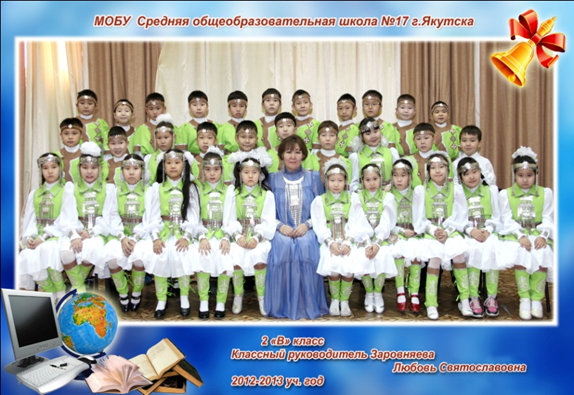 МОБУ Средняя общеобразовательная школа №17 г.Якутска
2 «В» класс
Классный руководитель Заровняева
Любовь Святославовна
2012-2013 уч. год